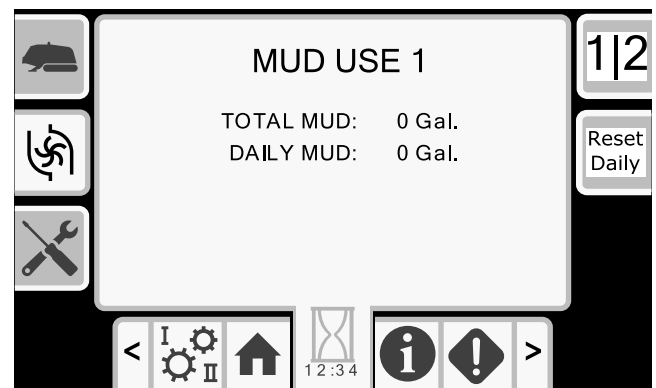 MUD USE 1
1|2
TOTAL MUD: 0 Gal.
DAILY MUD: 0 Gal.
Reset
Daily
< I II 12:34 i ! >